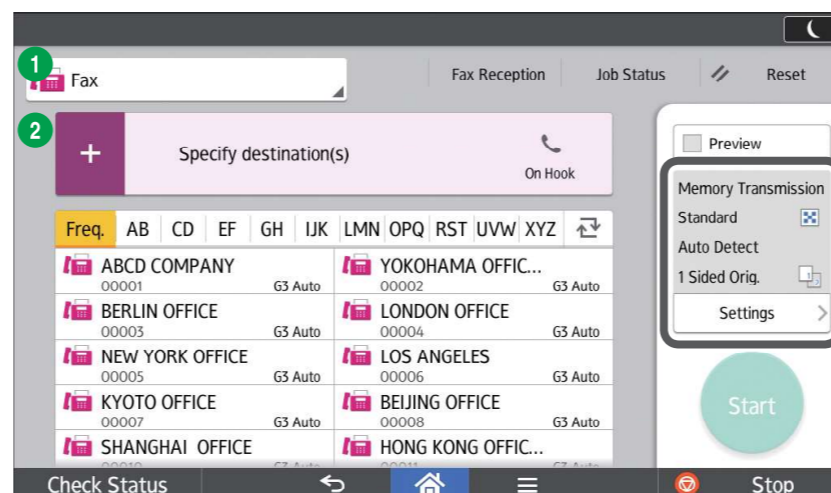 1
Fax
Fax Reception
Job Status
Reset
2
+
Specify destination(s)
On Hook
Preview
Memory Transmission
Standard
Auto Detect
1 Sided Orig.
Settings
Freq. AB CD EF GH IJK LMN OPQ RST UVW XYZ
ABCD COMPANY
00001 G3 Auto
YOKOHAMA OFFIC...
00002 G3 Auto
BERLIN OFFICE
00003 G3 Auto
LONDON OFFICE
00004 G3 Auto
NEW YORK OFFICE
00005 G3 Auto
LOS ANGELES
00006 G3 Auto
KYOTO OFFICE
00007 G3 Auto
BEIJING OFFICE
00008 G3 Auto
SHANGHAI OFFICE
HONG KONG OFFIC...
Start
Check Status
Stop